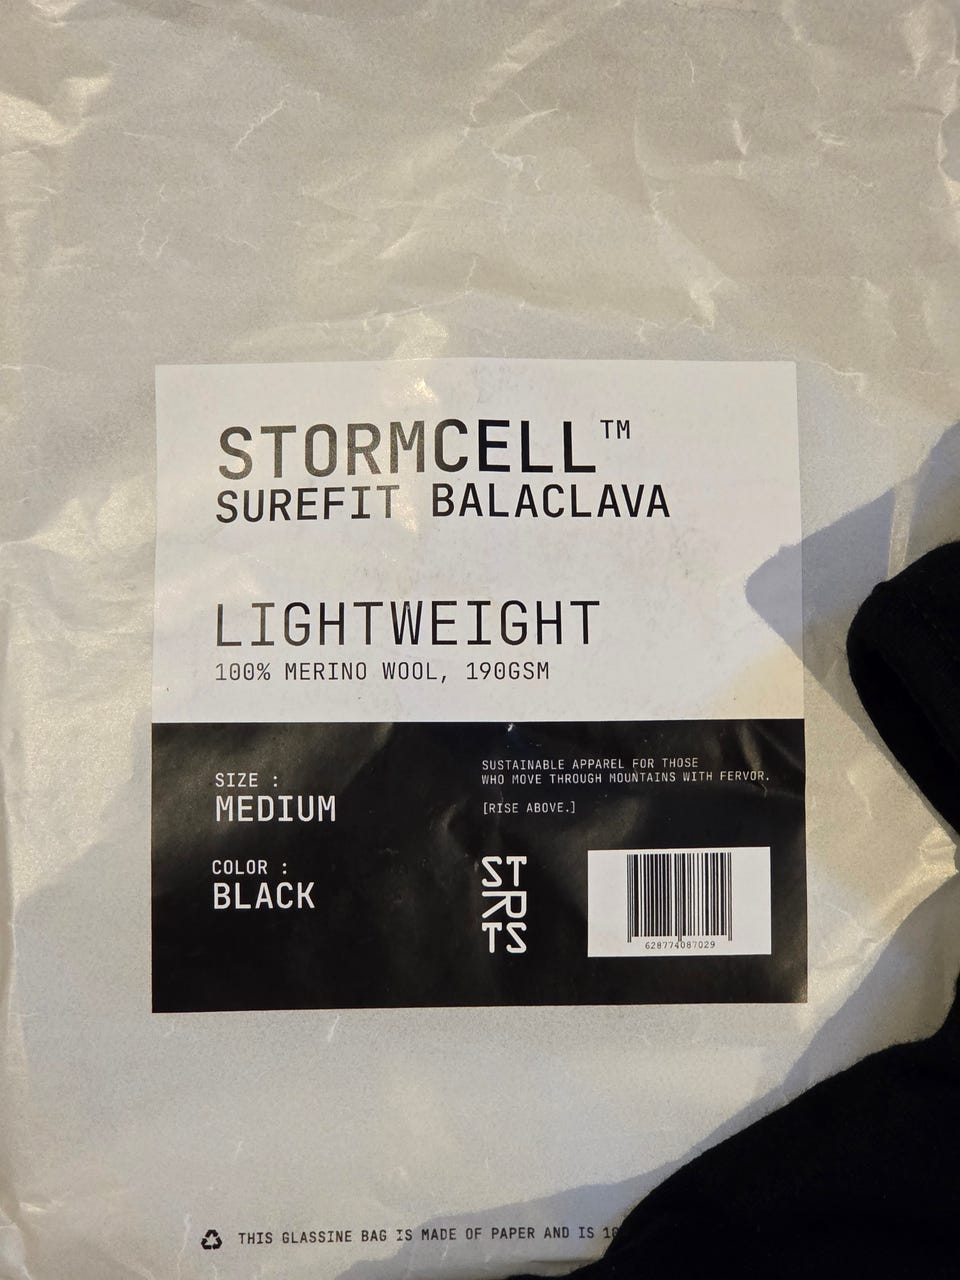 STORMCELL™
SUREFIT BALACLAVA
LIGHTWEIGHT
100% MERINO WOOL, 190GSM
SIZE :
MEDIUM
COLOR :
BLACK
SUSTAINABLE APPAREL FOR THOSE
WHO MOVE THROUGH MOUNTAINS WITH FERVOR.
[RISE ABOVE.]
ST
R
TS
628774087029
THIS GLASSINE BAG IS MADE OF PAPER AND IS